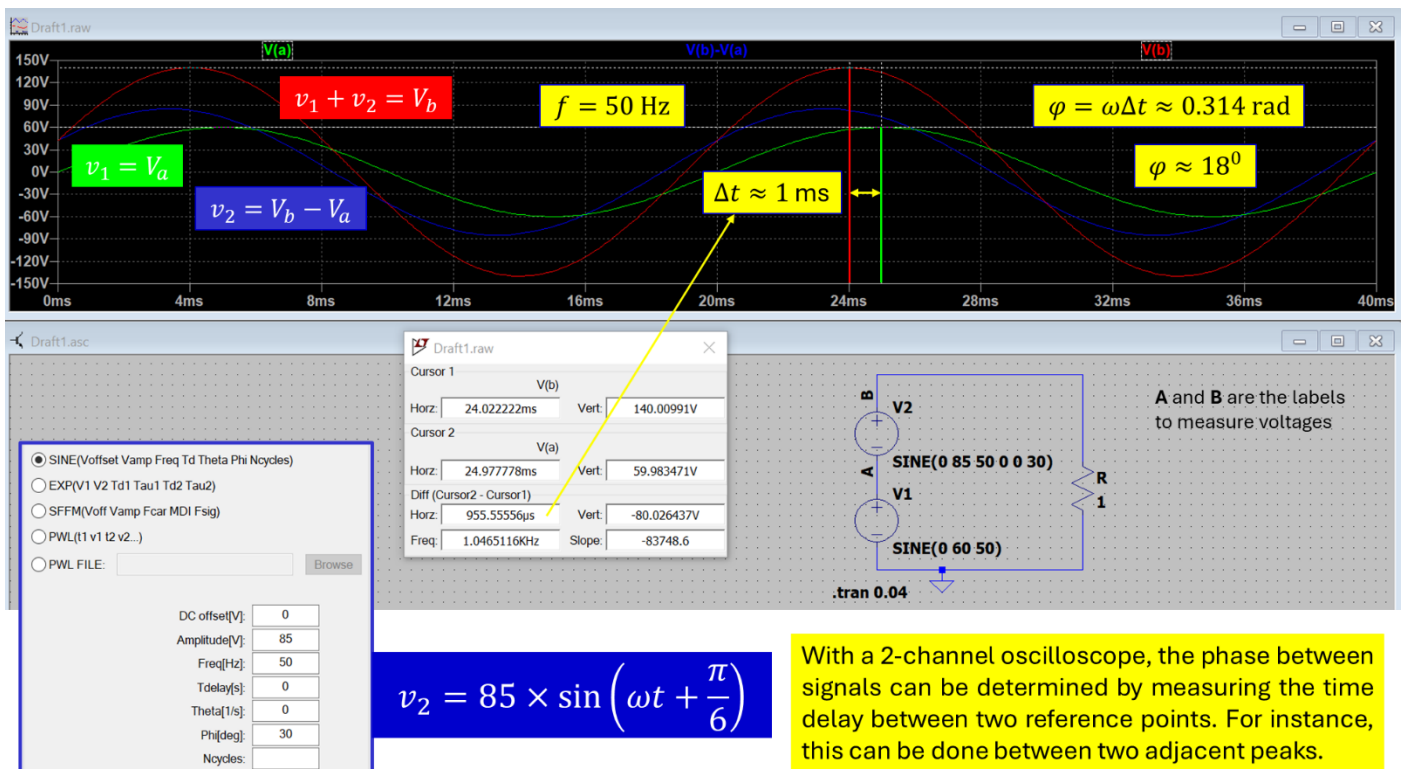 Draft1.raw
V(a)
V(b)-V(a)
V(b)
150V
120V
90V
60V
30V
0V
-30V
-60V
-90V
-120V
-150V
v₁ + v₂ = V_b
f = 50 Hz
φ = ωΔt ≈ 0.314 rad
v₁ = V_a
φ ≈ 18⁰
v₂ = V_b − V_a
Δt ≈ 1 ms
0ms 4ms 8ms 12ms 16ms 20ms 24ms 28ms 32ms 36ms 40ms
Draft1.asc
Draft1.raw
Cursor 1
V(b)
Horz: 24.022222ms Vert: 140.00991V
Cursor 2
V(a)
Horz: 24.977778ms Vert: 59.983471V
Diff (Cursor2 - Cursor1)
Horz: 955.55556µs Vert: -80.026437V
Freq: 1.0465116KHz Slope: -83748.6
B
V2
SINE(0 85 50 0 0 30)
A
V1
SINE(0 60 50)
R
1
.tran 0.04
A and B are the labels
to measure voltages
SINE(Voffset Vamp Freq Td Theta Phi Ncycles)
EXP(V1 V2 Td1 Tau1 Td2 Tau2)
SFFM(Voff Vamp Fcar MDI Fsig)
PWL(t1 v1 t2 v2...)
PWL FILE: Browse
DC offset[V]: 0
Amplitude[V]: 85
Freq[Hz]: 50
Tdelay[s]: 0
Theta[1/s]: 0
Phi[deg]: 30
Ncycles:
v₂ = 85 × sin(ωt + π/6)
With a 2-channel oscilloscope, the phase between
signals can be determined by measuring the time
delay between two reference points. For instance,
this can be done between two adjacent peaks.